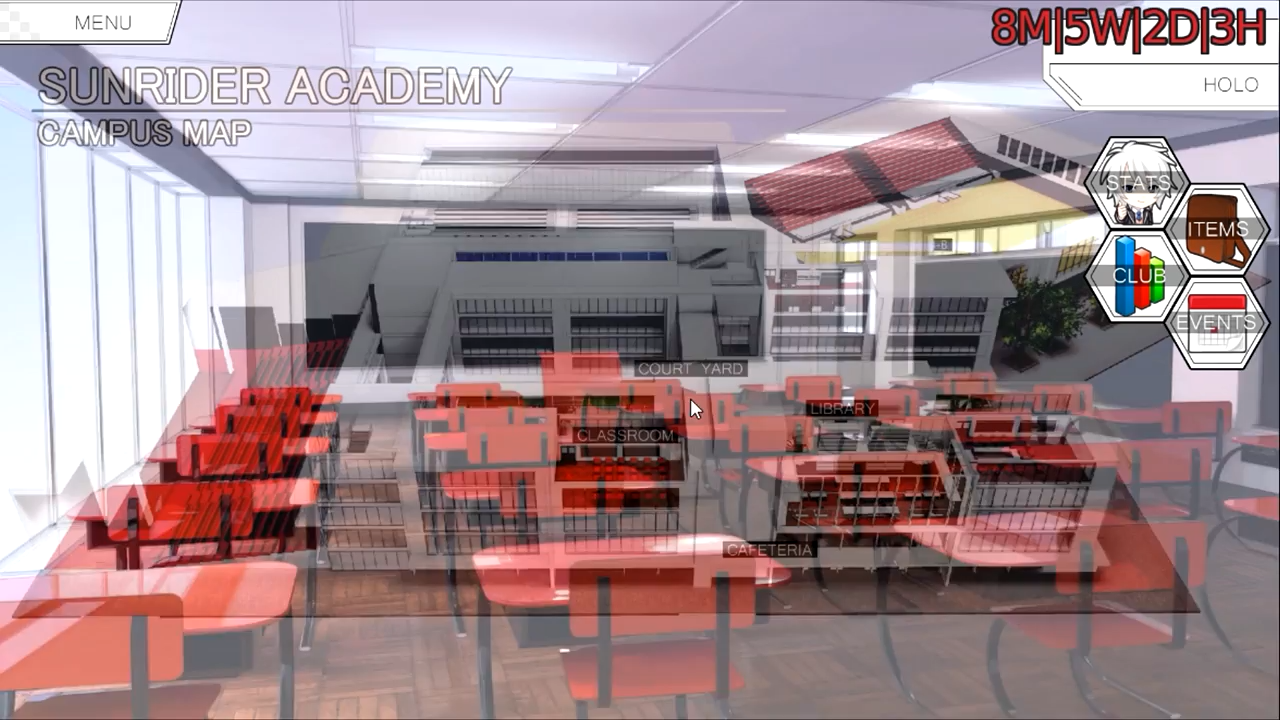 MENU
8M|5W|2D|3H
HOLO
SUNRIDER ACADEMY
CAMPUS MAP
STATS
ITEMS
CLUB
EVENTS
COURT YARD
LIBRARY
CLASSROOM
CAFETERIA